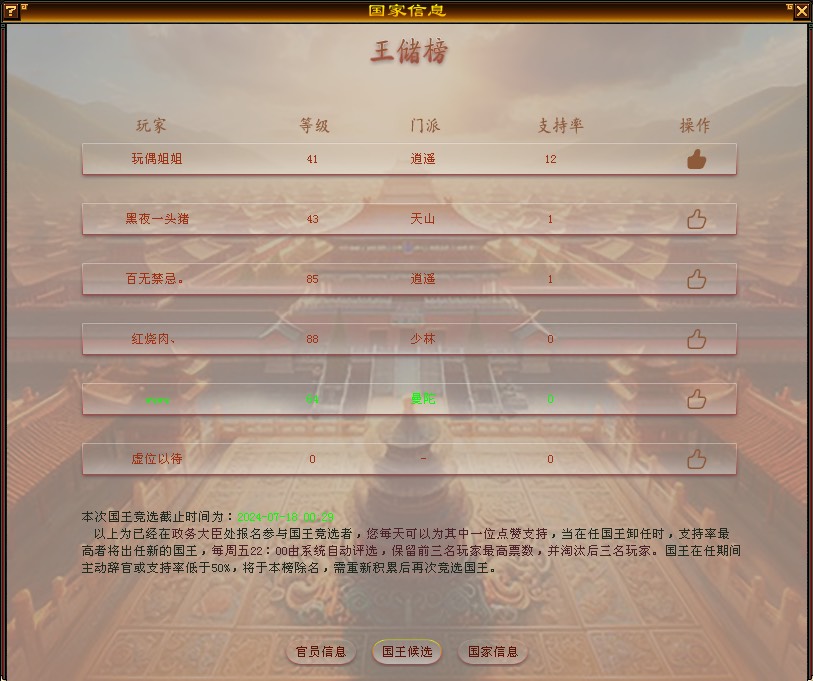 国家信息
王储榜
玩家 等级 门派 支持率 操作
玩偶姐姐 41 逍遥 12
黑夜一头猪 43 天山 1
百无禁忌。 85 逍遥 1
红烧肉、 88 少林 0
曼陀 0
虚位以待 0 - 0
本次国王竞选截止时间为：
以上为已经在政务大臣处报名参与国王竞选者，您每天可以为其中一位点赞支持，当在任国王卸任时，支持率最
高者将出任新的国王，每周五22：00由系统自动评选，保留前三名玩家最高票数，并淘汰后三名玩家。国王在任期间
主动辞官或支持率低于50%，将于本榜除名，需重新积累后再次竞选国王。
官员信息 国王候选 国家信息